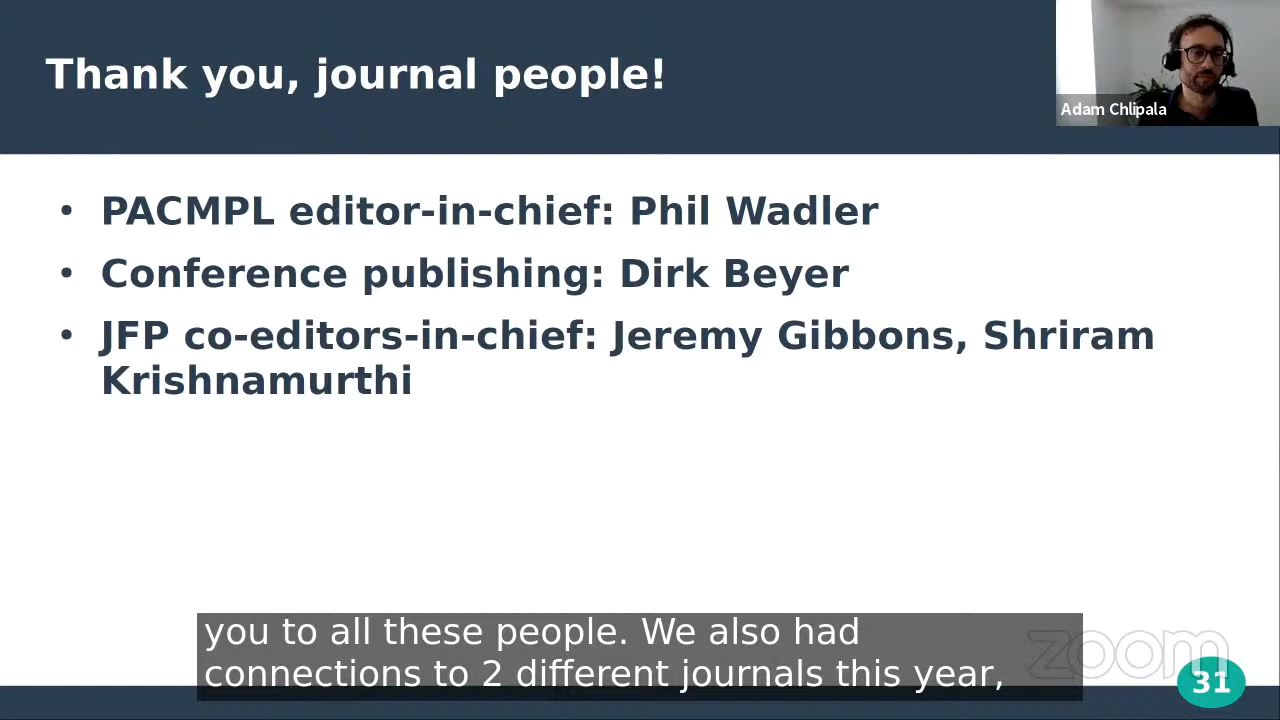 Thank you, journal people!
Adam Chlipala
• PACMPL editor-in-chief: Phil Wadler
• Conference publishing: Dirk Beyer
• JFP co-editors-in-chief: Jeremy Gibbons, Shriram
Krishnamurthi
you to all these people. We also had
connections to 2 different journals this year,
zoom
31